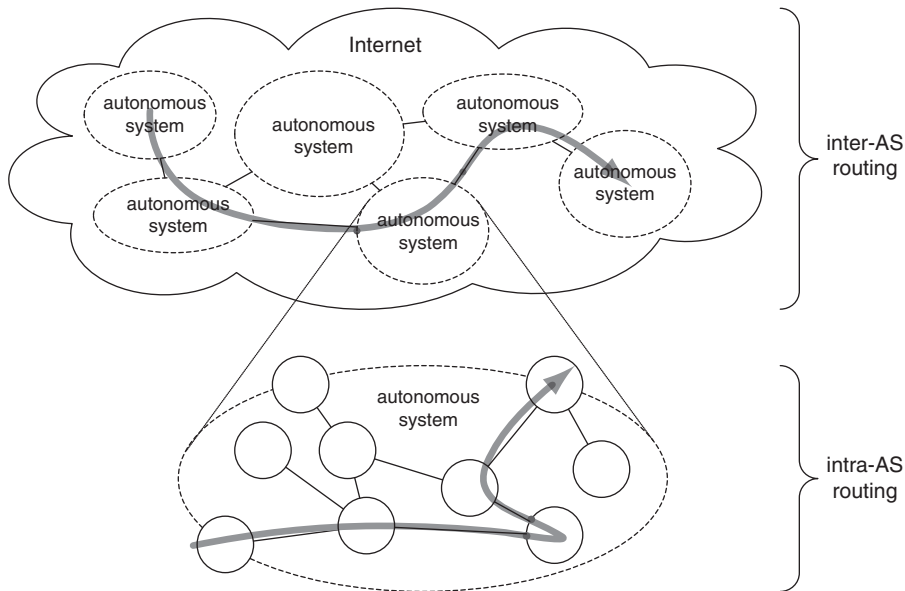 Internet
autonomous
system
autonomous
system
autonomous
system
autonomous
system
autonomous
system
autonomous
system
inter-AS
routing
autonomous
system
intra-AS
routing